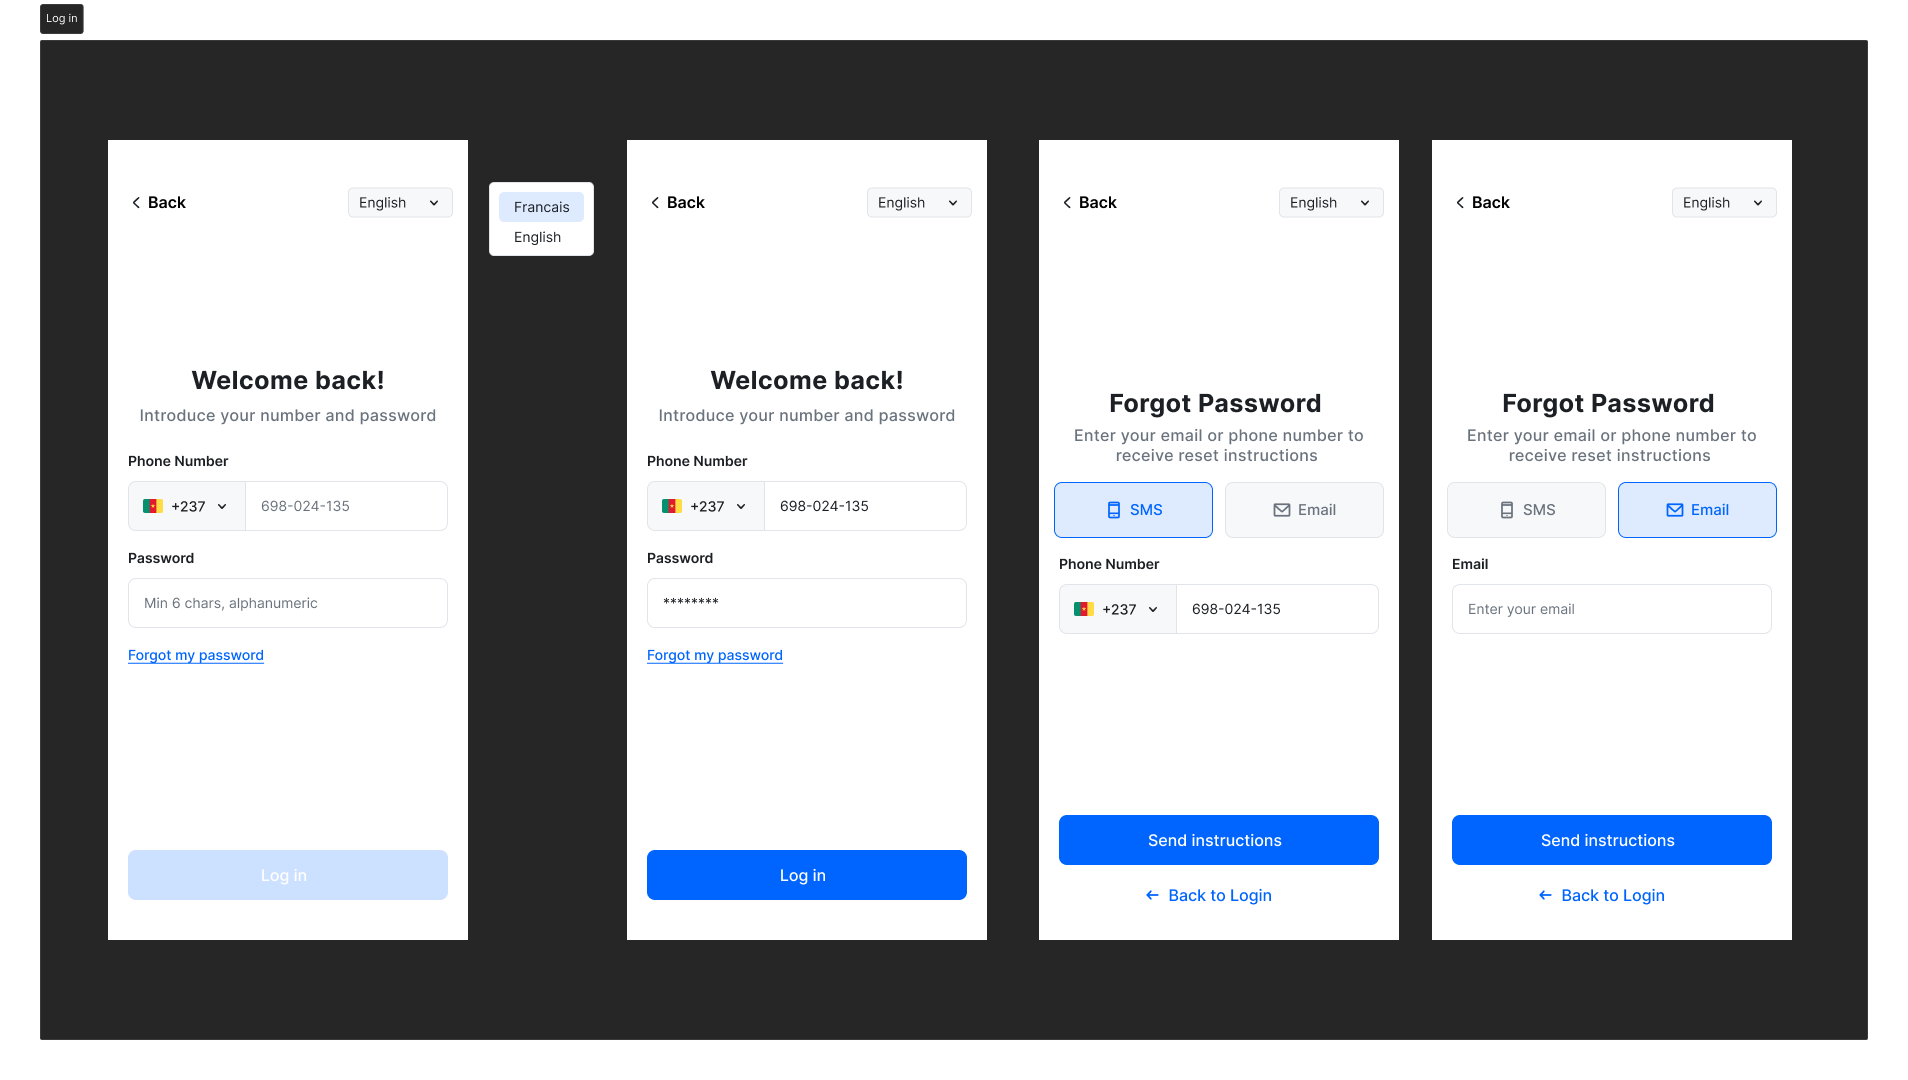 Log in
Back
English
Welcome back!
Introduce your number and password
Phone Number
+237
698-024-135
Password
Min 6 chars, alphanumeric
Forgot my password
Log in
Francais
English
Back
English
Welcome back!
Introduce your number and password
Phone Number
+237
698-024-135
Password
********
Forgot my password
Log in
Back
English
Forgot Password
Enter your email or phone number to
receive reset instructions
SMS
Email
Phone Number
+237
698-024-135
Send instructions
Back to Login
Back
English
Forgot Password
Enter your email or phone number to
receive reset instructions
SMS
Email
Email
Enter your email
Send instructions
Back to Login